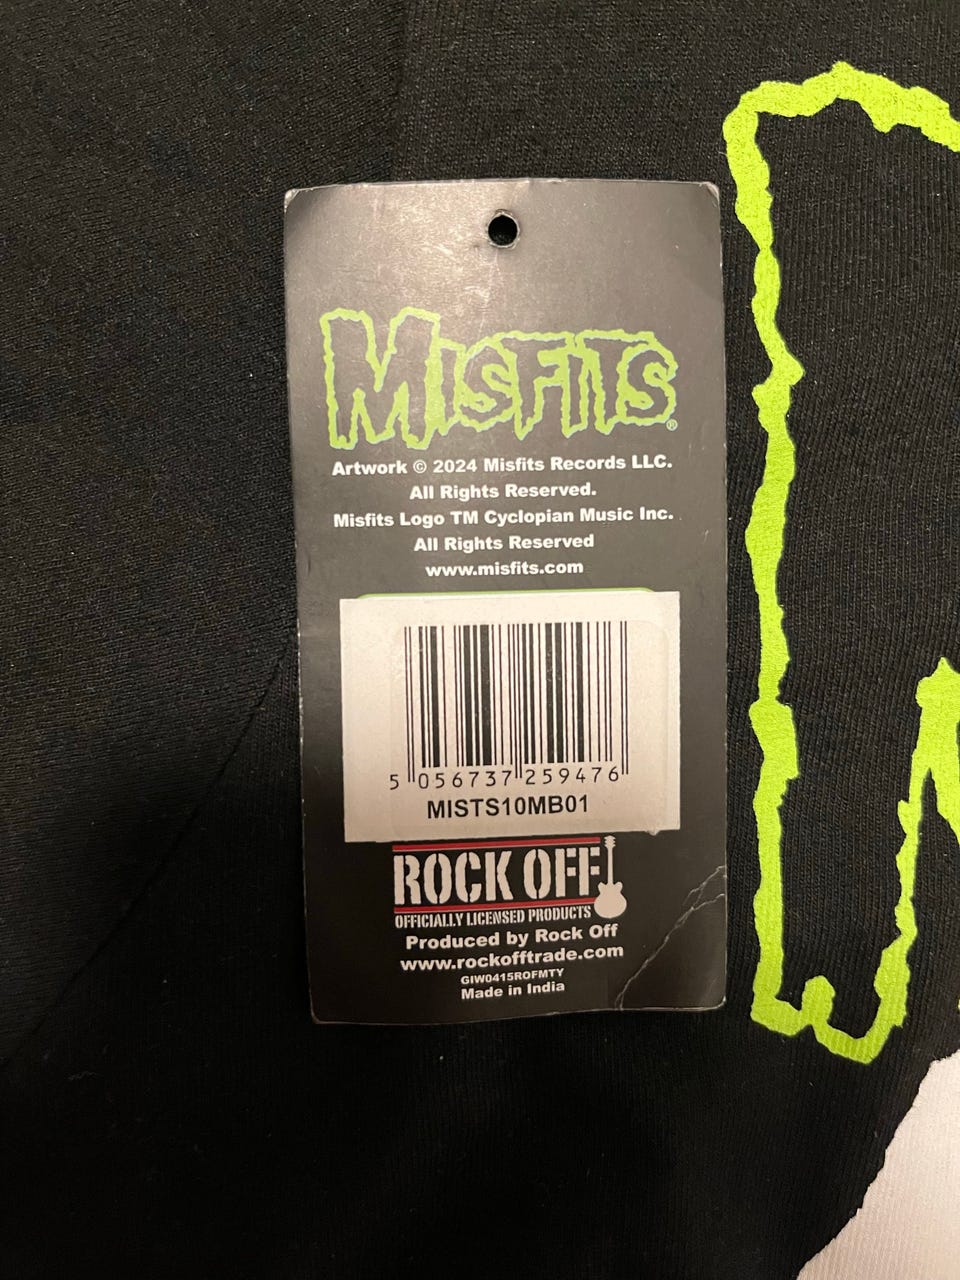 MISFITS®
Artwork © 2024 Misfits Records LLC.
All Rights Reserved.
Misfits Logo TM Cyclopian Music Inc.
All Rights Reserved
www.misfits.com
5 056737 259476
MISTS10MB01
ROCK OFF
OFFICIALLY LICENSED PRODUCTS
Produced by Rock Off
www.rockofftrade.com
GIW0415ROFMTY
Made in India